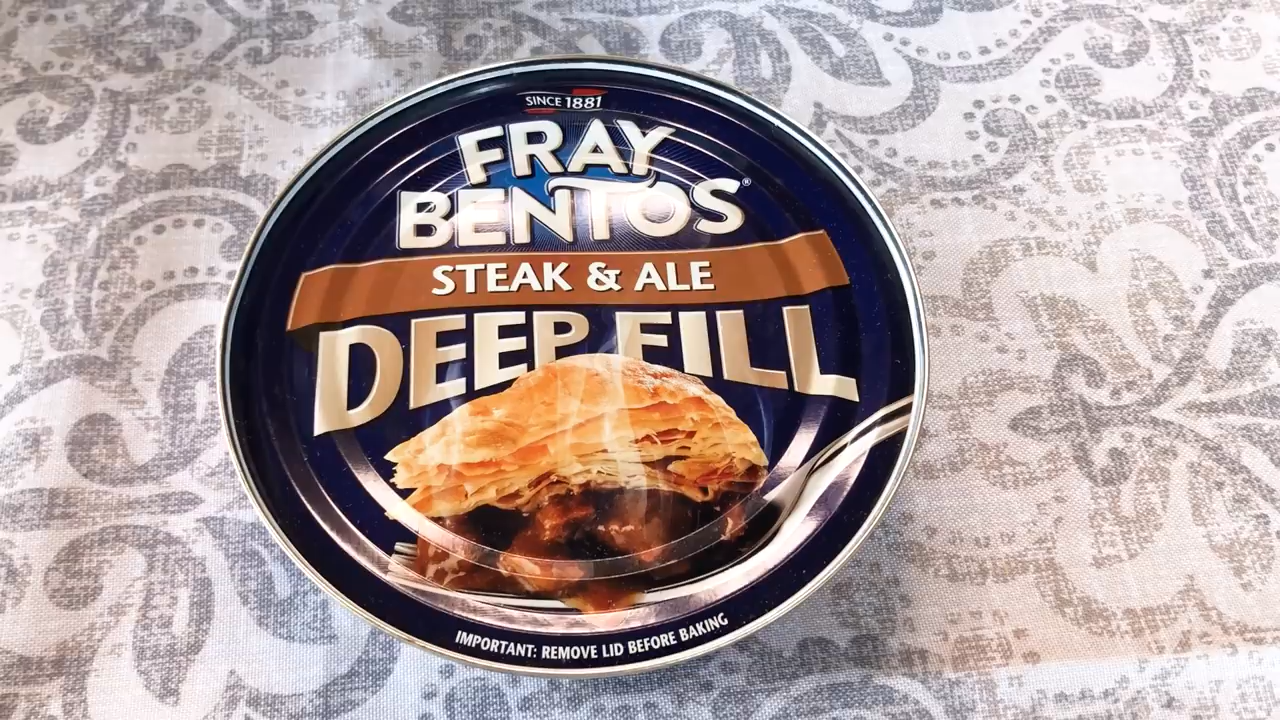 SINCE 1881
FRAY
BENTOS®
STEAK & ALE
DEEP FILL
IMPORTANT: REMOVE LID BEFORE BAKING